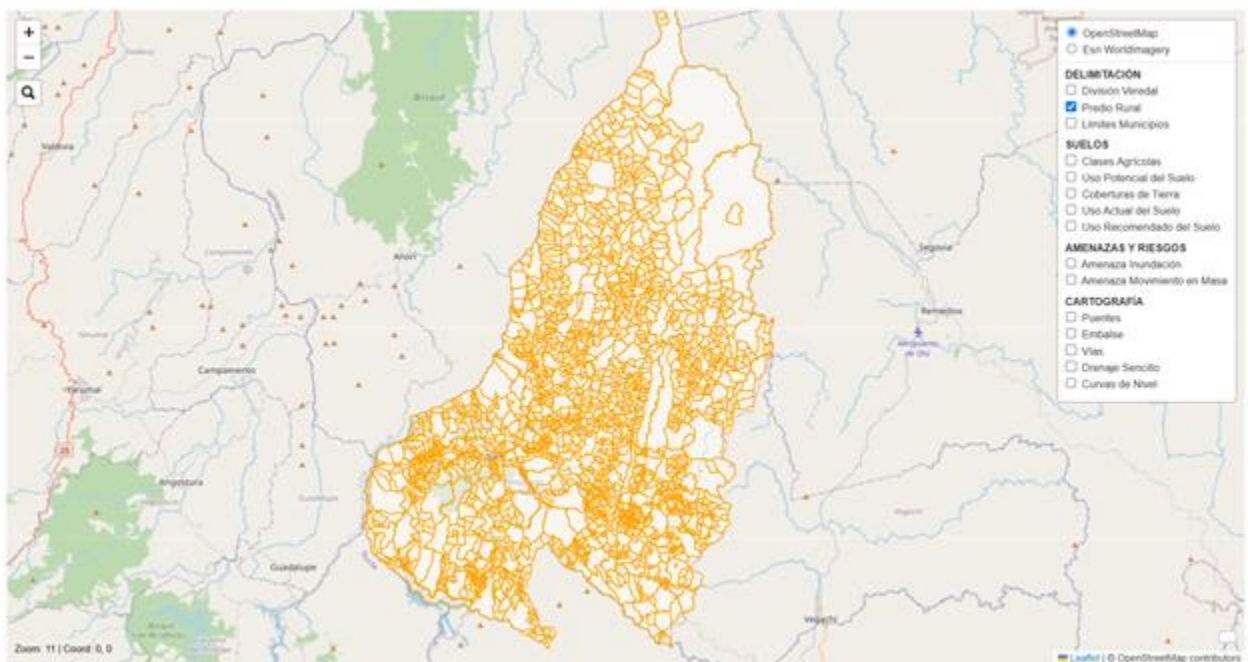 +
−
OpenStreetMap
Esri WorldImagery
DELIMITACIÓN
División Veredal
Predio Rural
Límites Municipios
SUELOS
Clases Agrícolas
Uso Potencial del Suelo
Coberturas de Tierra
Uso Actual del Suelo
Uso Recomendado del Suelo
AMENAZAS Y RIESGOS
Amenaza Inundación
Amenaza Movimiento en Masa
CARTOGRAFÍA
Puentes
Embalse
Vías
Drenaje Sencillo
Curvas de Nivel
Valdivia
Anorí
Segovia
Remedios
Campamento
Yarumal
25
Angostura
Guadalupe
Vegachí
Zoom: 11 | Coord: 0, 0
Leaflet | © OpenStreetMap contributors